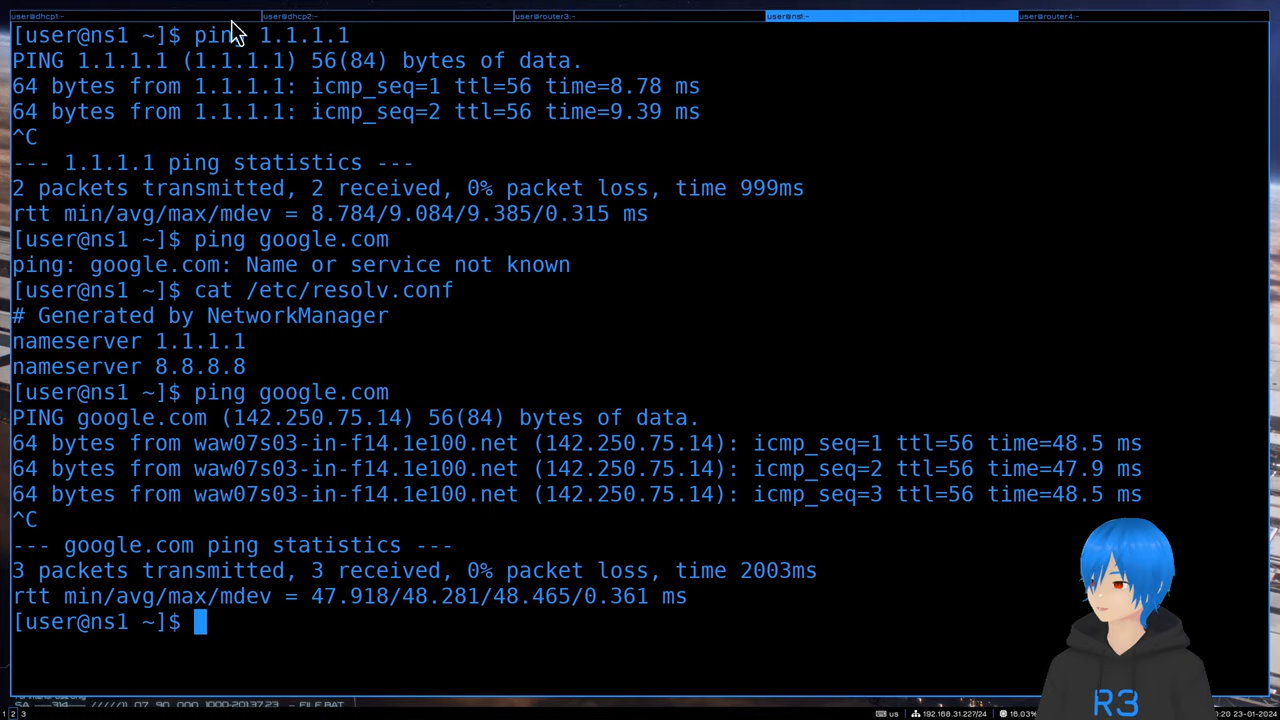 user@dhcp1:~ user@dhcp2:~ user@router3:~ user@ns1:~ user@router4:~
[user@ns1 ~]$ ping 1.1.1.1
PING 1.1.1.1 (1.1.1.1) 56(84) bytes of data.
64 bytes from 1.1.1.1: icmp_seq=1 ttl=56 time=8.78 ms
64 bytes from 1.1.1.1: icmp_seq=2 ttl=56 time=9.39 ms
^C
--- 1.1.1.1 ping statistics ---
2 packets transmitted, 2 received, 0% packet loss, time 999ms
rtt min/avg/max/mdev = 8.784/9.084/9.385/0.315 ms
[user@ns1 ~]$ ping google.com
ping: google.com: Name or service not known
[user@ns1 ~]$ cat /etc/resolv.conf
# Generated by NetworkManager
nameserver 1.1.1.1
nameserver 8.8.8.8
[user@ns1 ~]$ ping google.com
PING google.com (142.250.75.14) 56(84) bytes of data.
64 bytes from waw07s03-in-f14.1e100.net (142.250.75.14): icmp_seq=1 ttl=56 time=48.5 ms
64 bytes from waw07s03-in-f14.1e100.net (142.250.75.14): icmp_seq=2 ttl=56 time=47.9 ms
64 bytes from waw07s03-in-f14.1e100.net (142.250.75.14): icmp_seq=3 ttl=56 time=48.5 ms
^C
--- google.com ping statistics ---
3 packets transmitted, 3 received, 0% packet loss, time 2003ms
rtt min/avg/max/mdev = 47.918/48.281/48.465/0.361 ms
[user@ns1 ~]$
R3
1 2 3 us 192.168.31.227/24 16.03% 1:20 23-01-2024